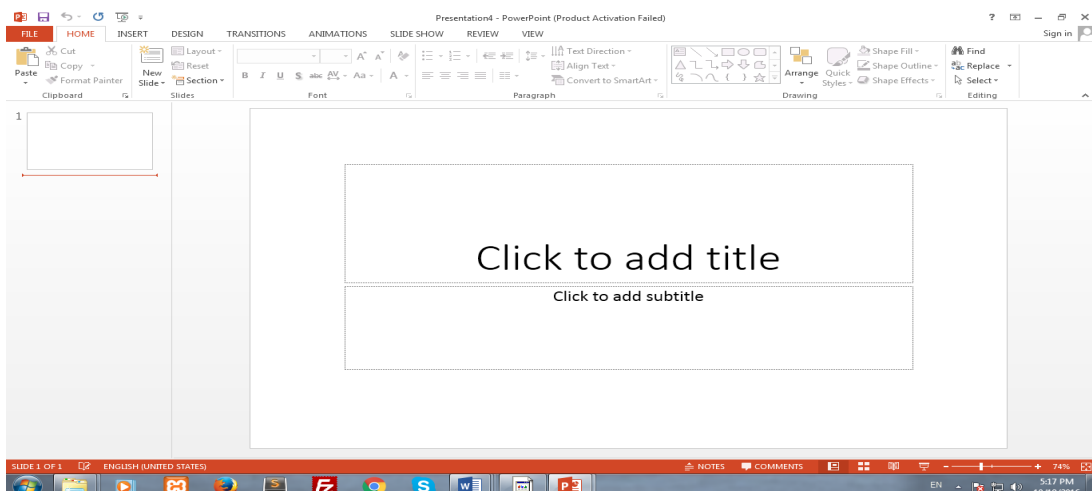 Presentation4 - PowerPoint (Product Activation Failed)
FILE HOME INSERT DESIGN TRANSITIONS ANIMATIONS SLIDE SHOW REVIEW VIEW Sign in
Paste
Cut
Copy
Format Painter
Clipboard
New
Slide
Layout
Reset
Section
Slides
B I U S abc AV Aa A
Font
Text Direction
Align Text
Convert to SmartArt
Paragraph
Arrange
Quick
Styles
Shape Fill
Shape Outline
Shape Effects
Drawing
Find
Replace
Select
Editing
1
Click to add title
Click to add subtitle
SLIDE 1 OF 1 ENGLISH (UNITED STATES) NOTES COMMENTS 74%
EN 5:17 PM